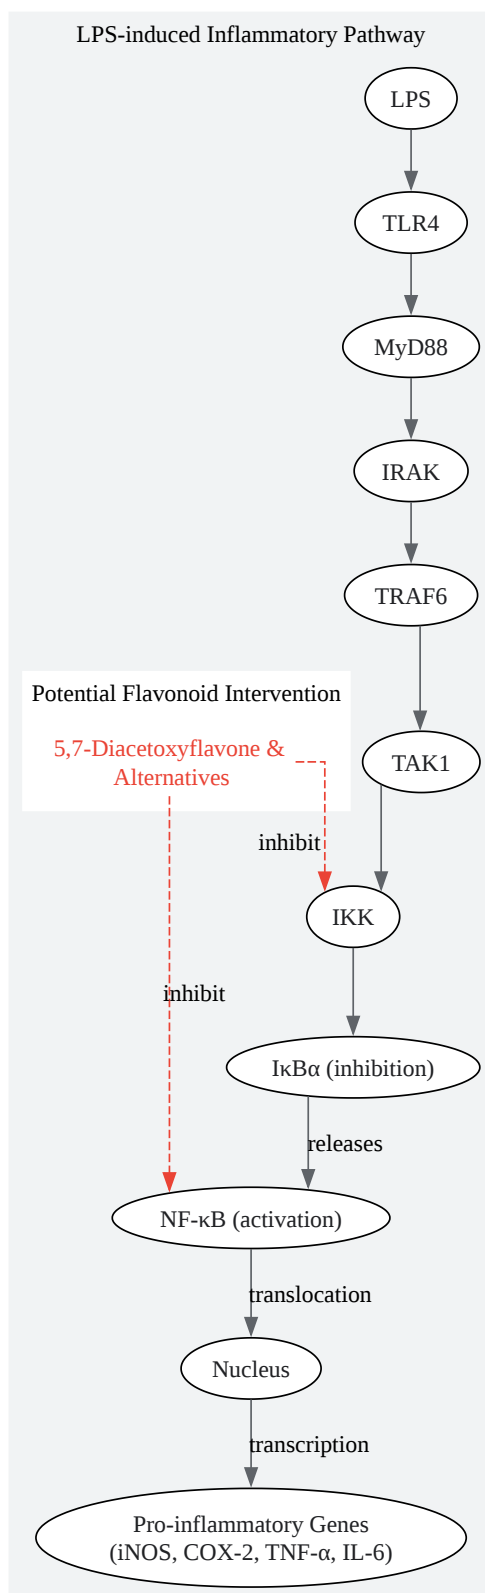 LPS-induced Inflammatory Pathway
LPS
TLR4
MyD88
IRAK
TRAF6
Potential Flavonoid Intervention
5,7-Diacetoxyflavone &
Alternatives
TAK1
inhibit
IKK
inhibit
IκBα (inhibition)
releases
NF-κB (activation)
translocation
Nucleus
transcription
Pro-inflammatory Genes
(iNOS, COX-2, TNF-α, IL-6)